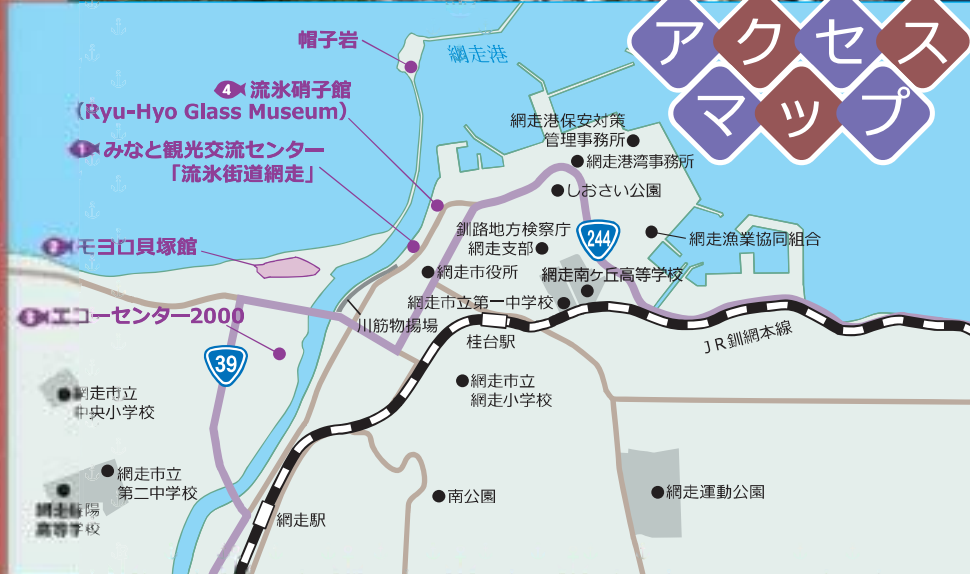 アクセス
マップ
帽子岩
網走港
4 流氷硝子館
(Ryu-Hyo Glass Museum)
1 みなと観光交流センター
「流氷街道網走」
網走港保安対策
管理事務所
網走港湾事務所
しおさい公園
釧路地方検察庁
網走支部
244
網走漁業協同組合
モヨロ貝塚館
網走市役所
網走南ケ丘高等学校
網走市立第一中学校
川筋物揚場
桂台駅
JR釧網本線
エコーセンター2000
39
網走市立
中央小学校
網走市立
網走小学校
網走市立
第二中学校
高等学校
南公園
網走運動公園
網走駅